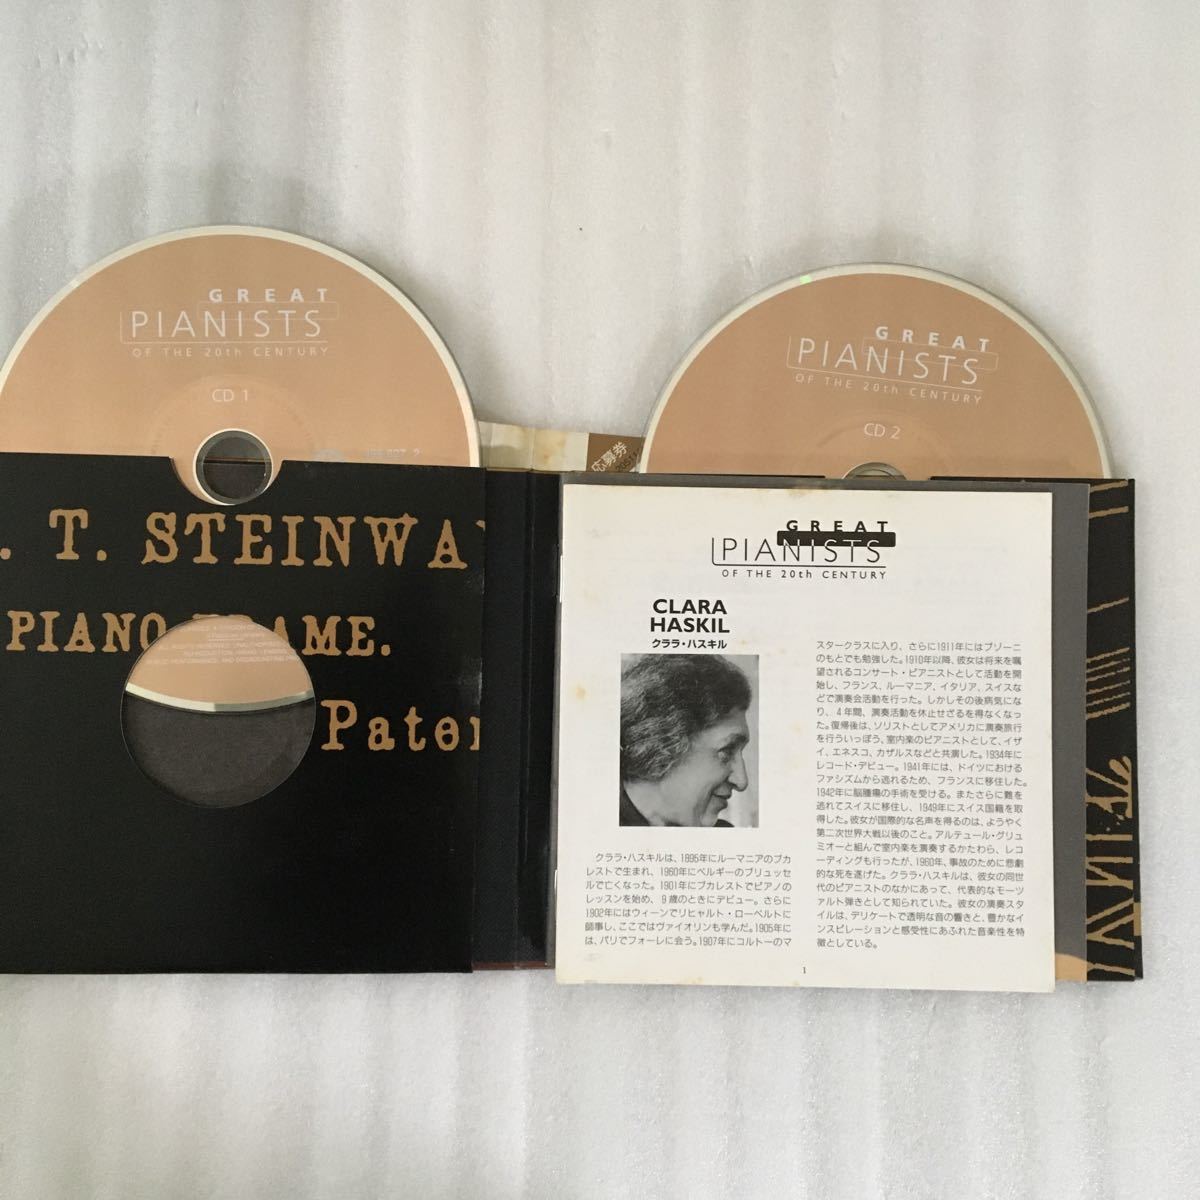 GREAT
PIANISTS
OF THE 20th CENTURY
CD 1
GREAT
PIANISTS
OF THE 20th CENTURY
CD 2
応募券
. T. STEINWA
PIANO
AME.
Pate
GREAT
PIANISTS
OF THE 20th CENTURY
CLARA
HASKIL
クララ・ハスキル
クララ・ハスキルは、1895年にルーマニアのブカ
レストで生まれ、1960年にベルギーのブリュッセ
ルで亡くなった。1901年にブカレストでピアノの
レッスンを始め、9歳のときにデビュー。さらに
1902年にはウィーンでリヒャルト・ローベルトに
師事し、ここではヴァイオリンも学んだ。1905年に
は、パリでフォーレに会う。1907年にコルトーのマ
スタークラスに入り、さらに1911年にはブゾーニ
のもとでも勉強した。1910年以降、彼女は将来を嘱
望されるコンサート・ピアニストとして活動を開
始し、フランス、ルーマニア、イタリア、スイスな
どで演奏会活動を行った。しかしその後病気にな
り、4年間、演奏活動を休止せざるを得なくなっ
た。復帰後は、ソリストとしてアメリカに演奏旅行
を行ういっぽう、室内楽のピアニストとして、イザ
イ、エネスコ、カザルスなどと共演した。1934年に
レコード・デビュー。1941年には、ドイツにおける
ファシズムから逃れるため、フランスに移住した。
1942年に脳腫瘍の手術を受ける。またさらに難を
逃れてスイスに移住し、1949年にスイス国籍を取
得した。彼女が国際的な名声を得るのは、ようやく
第二次世界大戦以後のこと。アルテュール・グリュ
ミオーと組んで室内楽を演奏するかたわら、レコ
ーディングも行ったが、1960年、事故のために悲劇
的な死を遂げた。クララ・ハスキルは、彼女の同世
代のピアニストのなかにあって、代表的なモーツ
ァルト弾きとして知られていた。彼女の演奏スタ
イルは、デリケートで透明な音の響きと、豊かなイ
ンスピレーションと感受性にあふれた音楽性を特
徴としている。
1